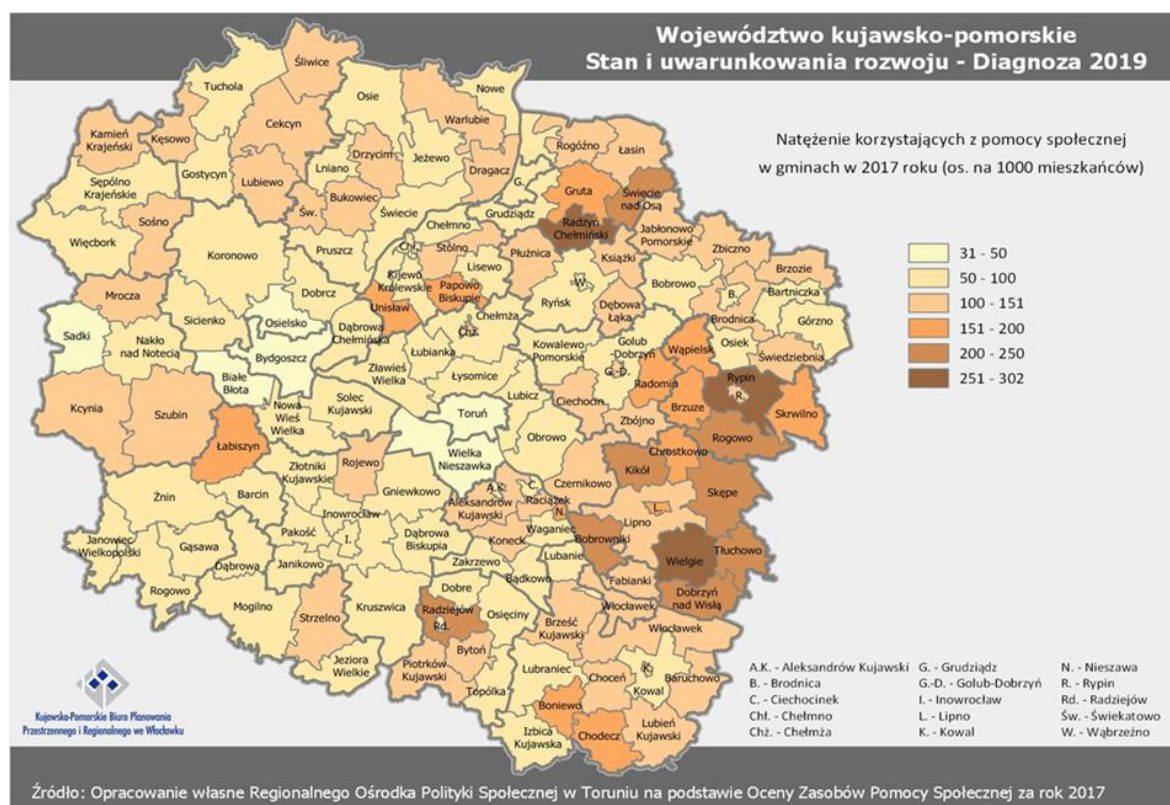 Województwo kujawsko-pomorskie
Stan i uwarunkowania rozwoju - Diagnoza 2019
Natężenie korzystających z pomocy społecznej
w gminach w 2017 roku (os. na 1000 mieszkańców)
31 - 50
50 - 100
100 - 151
151 - 200
200 - 250
251 - 302
Śliwice
Tuchola
Osie
Nowe
Kamień
Krajeński
Kęsowo
Cekcyn
Warlubie
Rogóźno
Łasin
Drzycim
Jeżewo
Gostycyn
Lubiewo
Lniano
Dragacz
G.
Gruta
Świecie
nad Osą
Sępólno
Krajeńskie
Bukowiec
Św.
Świecie
Grudziądz
Radzyń
Chełmiński
Sośno
Chełmno
Jabłonowo
Pomorskie
Zbiczno
Więcbork
Koronowo
Pruszcz
Chł.
Stolno
Płużnica
Książki
Brzozie
Kijewo
Królewskie
Lisewo
W.
Bobrowo
Bartniczka
Mrocza
Dobrcz
Unisław
Papowo
Biskupie
Ryńsk
Dębowa
Łąka
B.
Brodnica
Górzno
Sicienko
Osielsko
Chełmża
Chż.
Sadki
Nakło
nad Notecią
Dąbrowa
Chełmińska
Łubianka
Kowalewo
Pomorskie
Golub
-Dobrzyń
G.-D.
Wąpielsk
Osiek
Świedziebnia
Bydgoszcz
Zławieś
Wielka
Łysomice
Białe
Błota
Radomin
Rypin
R.
Kcynia
Szubin
Nowa
Wieś
Wielka
Solec
Kujawski
Lubicz
Ciechocin
Brzuze
Skrwilno
Toruń
Zbójno
Łabiszyn
Obrowo
Rogowo
Wielka
Nieszawka
Chrostkowo
Złotniki
Kujawskie
Rojewo
Kikół
Gniewkowo
Czernikowo
Skępe
Żnin
Barcin
A.K.
C.
Aleksandrów
Kujawski
Raciążek
N.
L.
Inowrocław
Lipno
Pakość
I.
Dąbrowa
Biskupia
Koneck
Waganiec
Bobrowniki
Janowiec
Wielkopolski
Gąsawa
Tłuchowo
Dąbrowa
Janikowo
Zakrzewo
Lubanie
Wielgie
Bądkowo
Fabianki
Rogowo
Dobre
Dobrzyń
nad Wisłą
Mogilno
Kruszwica
Radziejów
Rd.
Osięciny
Włocławek
Strzelno
Brześć
Kujawski
Włocławek
Jeziora
Wielkie
Bytoń
Piotrków
Kujawski
Lubraniec
Choceń
K.
Kowal
Baruchowo
Topólka
Boniewo
Izbica
Kujawska
Chodecz
Lubień
Kujawski
A.K. - Aleksandrów Kujawski
B. - Brodnica
C. - Ciechocinek
Chł. - Chełmno
Chż. - Chełmża
G. - Grudziądz
G.-D. - Golub-Dobrzyń
I. - Inowrocław
L. - Lipno
K. - Kowal
N. - Nieszawa
R. - Rypin
Rd. - Radziejów
Św. - Świekatowo
W. - Wąbrzeźno
Kujawsko-Pomorskie Biuro Planowania
Przestrzennego i Regionalnego we Włocławku
Źródło: Opracowanie własne Regionalnego Ośrodka Polityki Społecznej w Toruniu na podstawie Oceny Zasobów Pomocy Społecznej za rok 2017